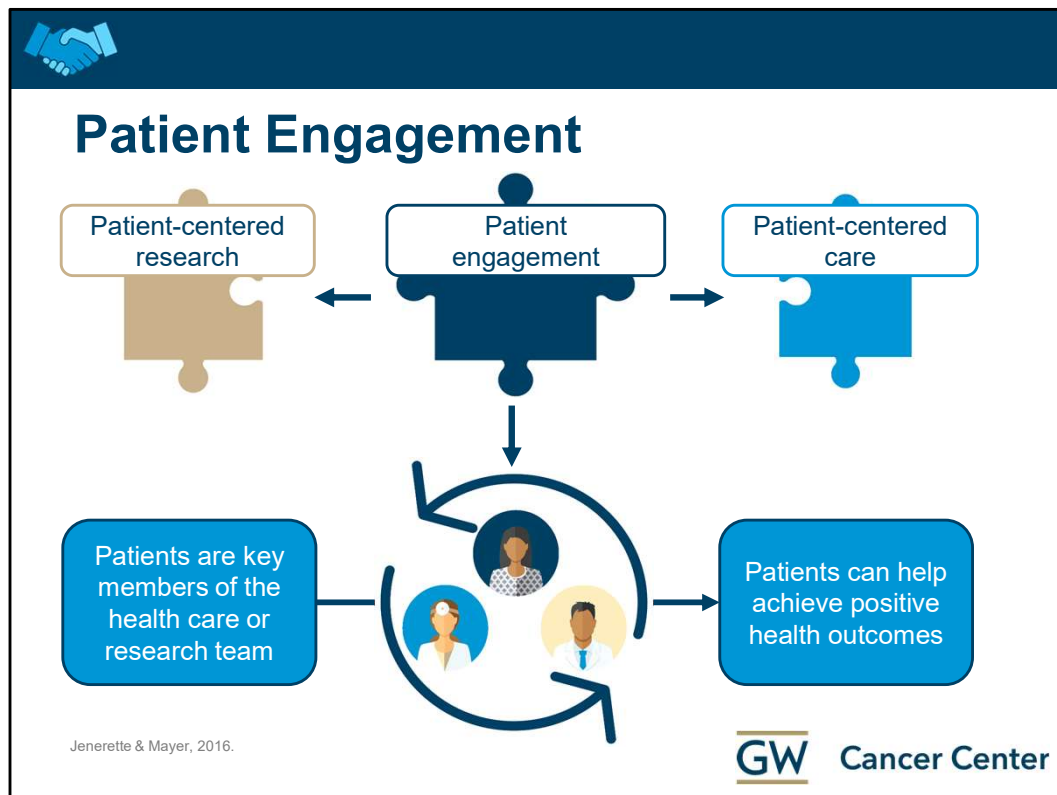 Patient Engagement
Patient-centered
research
Patient
engagement
Patient-centered
care
Patients are key
members of the
health care or
research team
Patients can help
achieve positive
health outcomes
Jenerette & Mayer, 2016.
GW Cancer Center